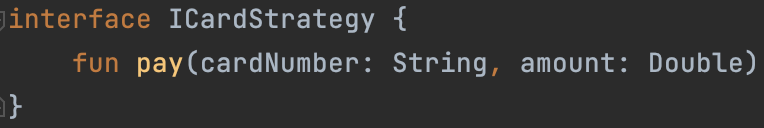 interface ICardStrategy {
    fun pay(cardNumber: String, amount: Double)
}